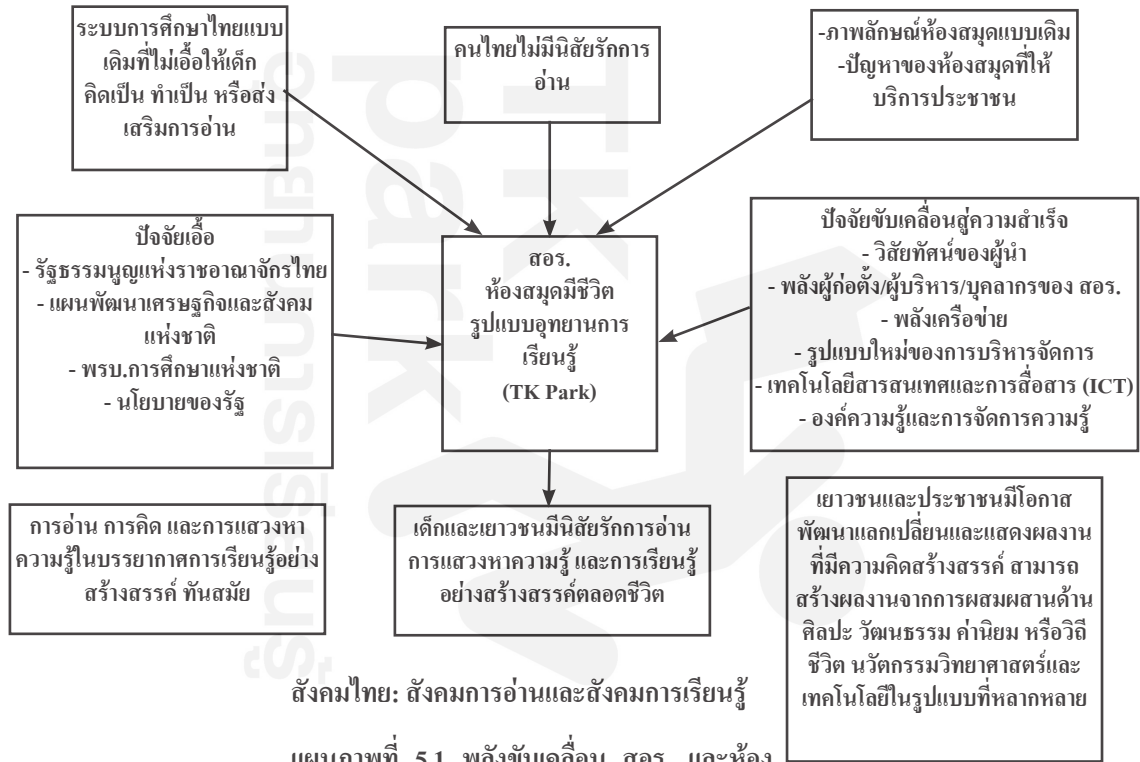 ระบบการศึกษาไทยแบบ
เดิมที่ไม่เอื้อให้เด็ก
คิดเป็น ทำเป็น หรือส่ง
เสริมการอ่าน
คนไทยไม่มีนิสัยรักการ
อ่าน
-ภาพลักษณ์ห้องสมุดแบบเดิม
-ปัญหาของห้องสมุดที่ให้
บริการประชาชน
ปัจจัยเอื้อ
- รัฐธรรมนูญแห่งราชอาณาจักรไทย
- แผนพัฒนาเศรษฐกิจและสังคม
แห่งชาติ
- พรบ.การศึกษาแห่งชาติ
- นโยบายของรัฐ
สอร.
ห้องสมุดมีชีวิต
รูปแบบอุทยานการ
เรียนรู้
(TK Park)
ปัจจัยขับเคลื่อนสู่ความสำเร็จ
- วิสัยทัศน์ของผู้นำ
- พลังผู้ก่อตั้ง/ผู้บริหาร/บุคลากรของ สอร.
- พลังเครือข่าย
- รูปแบบใหม่ของการบริหารจัดการ
- เทคโนโลยีสารสนเทศและการสื่อสาร (ICT)
- องค์ความรู้และการจัดการความรู้
การอ่าน การคิด และการแสวงหา
ความรู้ในบรรยากาศการเรียนรู้อย่าง
สร้างสรรค์ ทันสมัย
เด็กและเยาวชนมีนิสัยรักการอ่าน
การแสวงหาความรู้ และการเรียนรู้
อย่างสร้างสรรค์ตลอดชีวิต
เยาวชนและประชาชนมีโอกาส
พัฒนาแลกเปลี่ยนและแสดงผลงาน
ที่มีความคิดสร้างสรรค์ สามารถ
สร้างผลงานจากการผสมผสานด้าน
ศิลปะ วัฒนธรรม ค่านิยม หรือวิถี
ชีวิต นวัตกรรมวิทยาศาสตร์และ
เทคโนโลยีในรูปแบบที่หลากหลาย
สังคมไทย: สังคมการอ่านและสังคมการเรียนรู้
แผนภาพที่ 5.1 พลังขับเคลื่อน สอร. และห้อง
TK
park
อุทยานการเรียนรู้